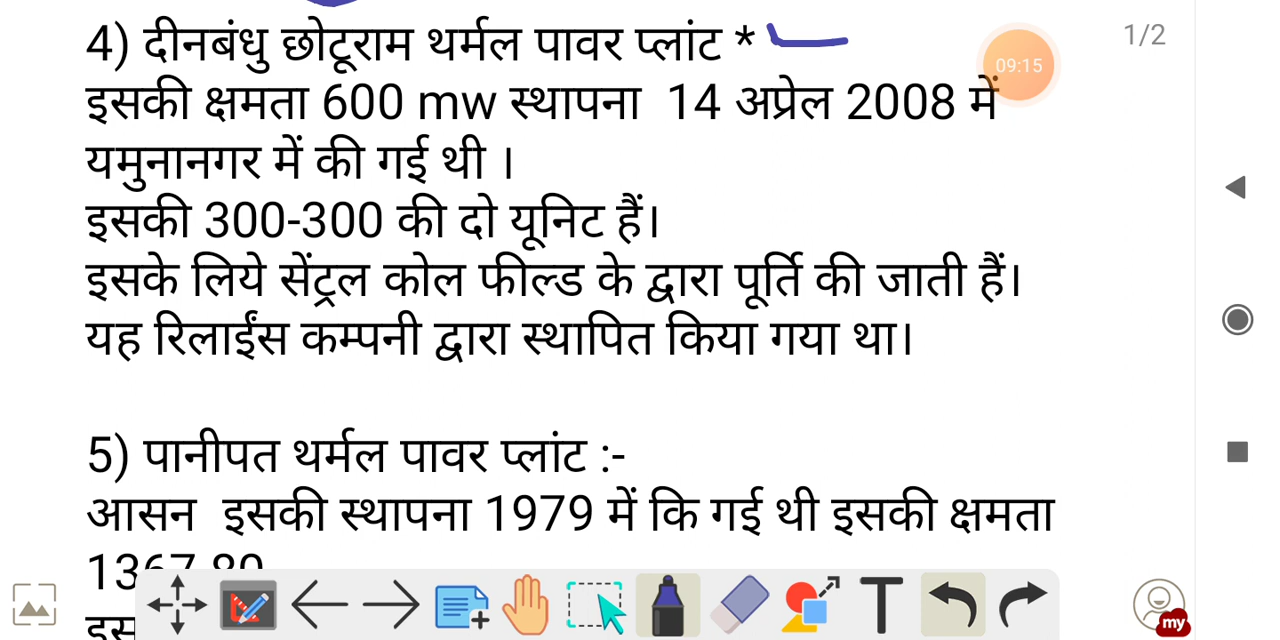 4) दीनबंधु छोटूराम थर्मल पावर प्लांट *
1/2
09:15
इसकी क्षमता 600 mw स्थापना 14 अप्रेल 2008 में
यमुनानगर में की गई थी ।
इसकी 300-300 की दो यूनिट हैं।
इसके लिये सेंट्रल कोल फील्ड के द्वारा पूर्ति की जाती हैं।
यह रिलाईंस कम्पनी द्वारा स्थापित किया गया था।
5) पानीपत थर्मल पावर प्लांट :-
आसन इसकी स्थापना 1979 में कि गई थी इसकी क्षमता
1367.80
T
my